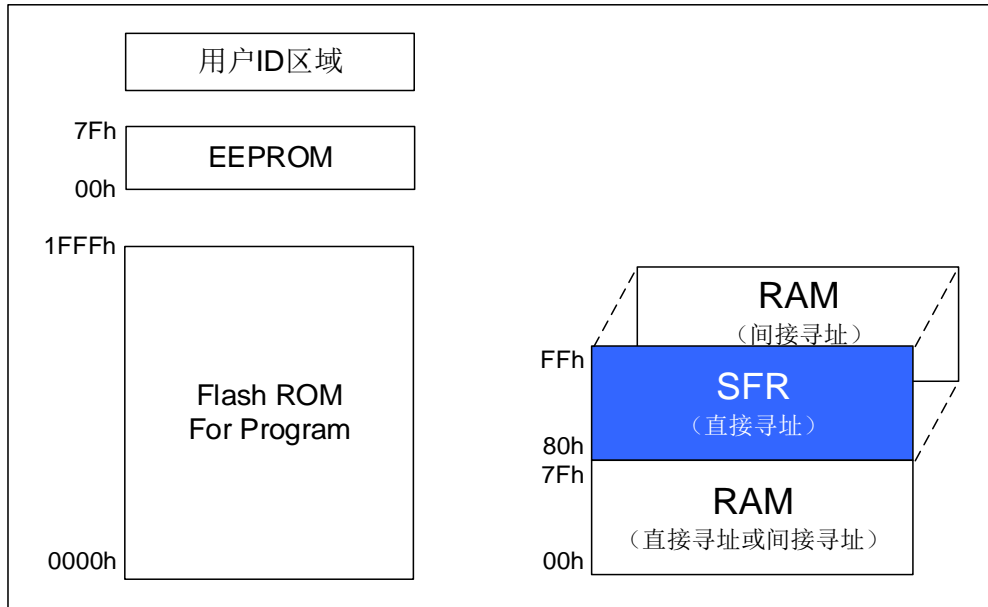 用户ID区域
7Fh
EEPROM
00h
1FFFh
Flash ROM
For Program
0000h
RAM
（间接寻址）
FFh
SFR
（直接寻址）
80h
7Fh
RAM
（直接寻址或间接寻址）
00h